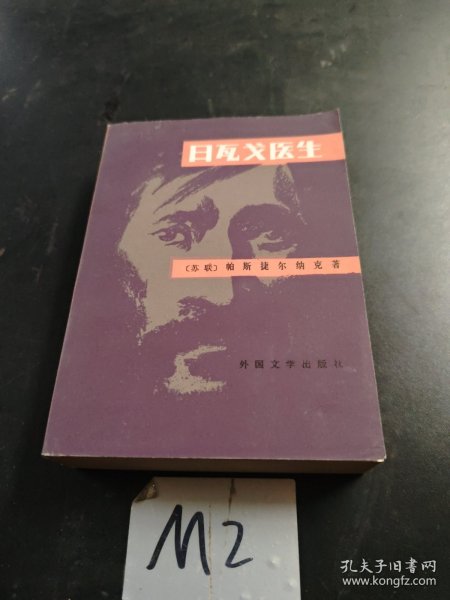 日瓦戈医生
〔苏联〕帕斯捷尔纳克著
外国文学出版社
M2
孔夫子旧书网
www.kongfz.com